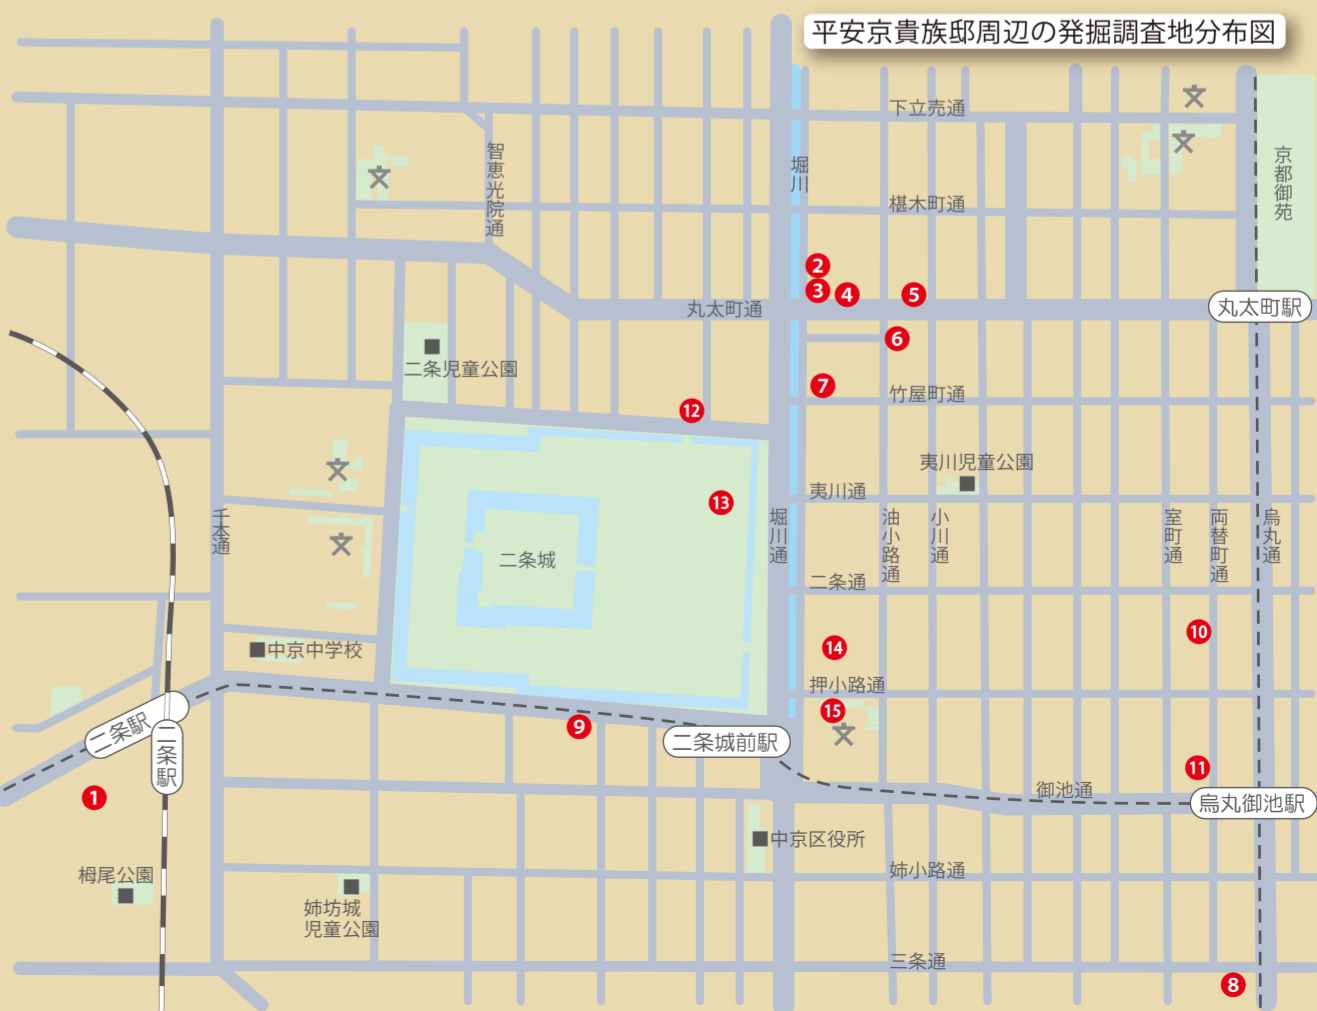 平安京貴族邸周辺の発掘調査地分布図
下立売通
智恵光院通
堀川
京都御苑
椹木町通
2
3
4
5
丸太町通
丸太町駅
6
二条児童公園
7
竹屋町通
12
夷川児童公園
13
夷川通
千本通
堀川通
油小路通
小川通
室町通
両替町通
烏丸通
二条城
二条通
10
14
中京中学校
押小路通
15
二条駅
二条駅
9
二条城前駅
11
1
御池通
烏丸御池駅
中京区役所
栂尾公園
姉小路通
姉坊城
児童公園
三条通
8